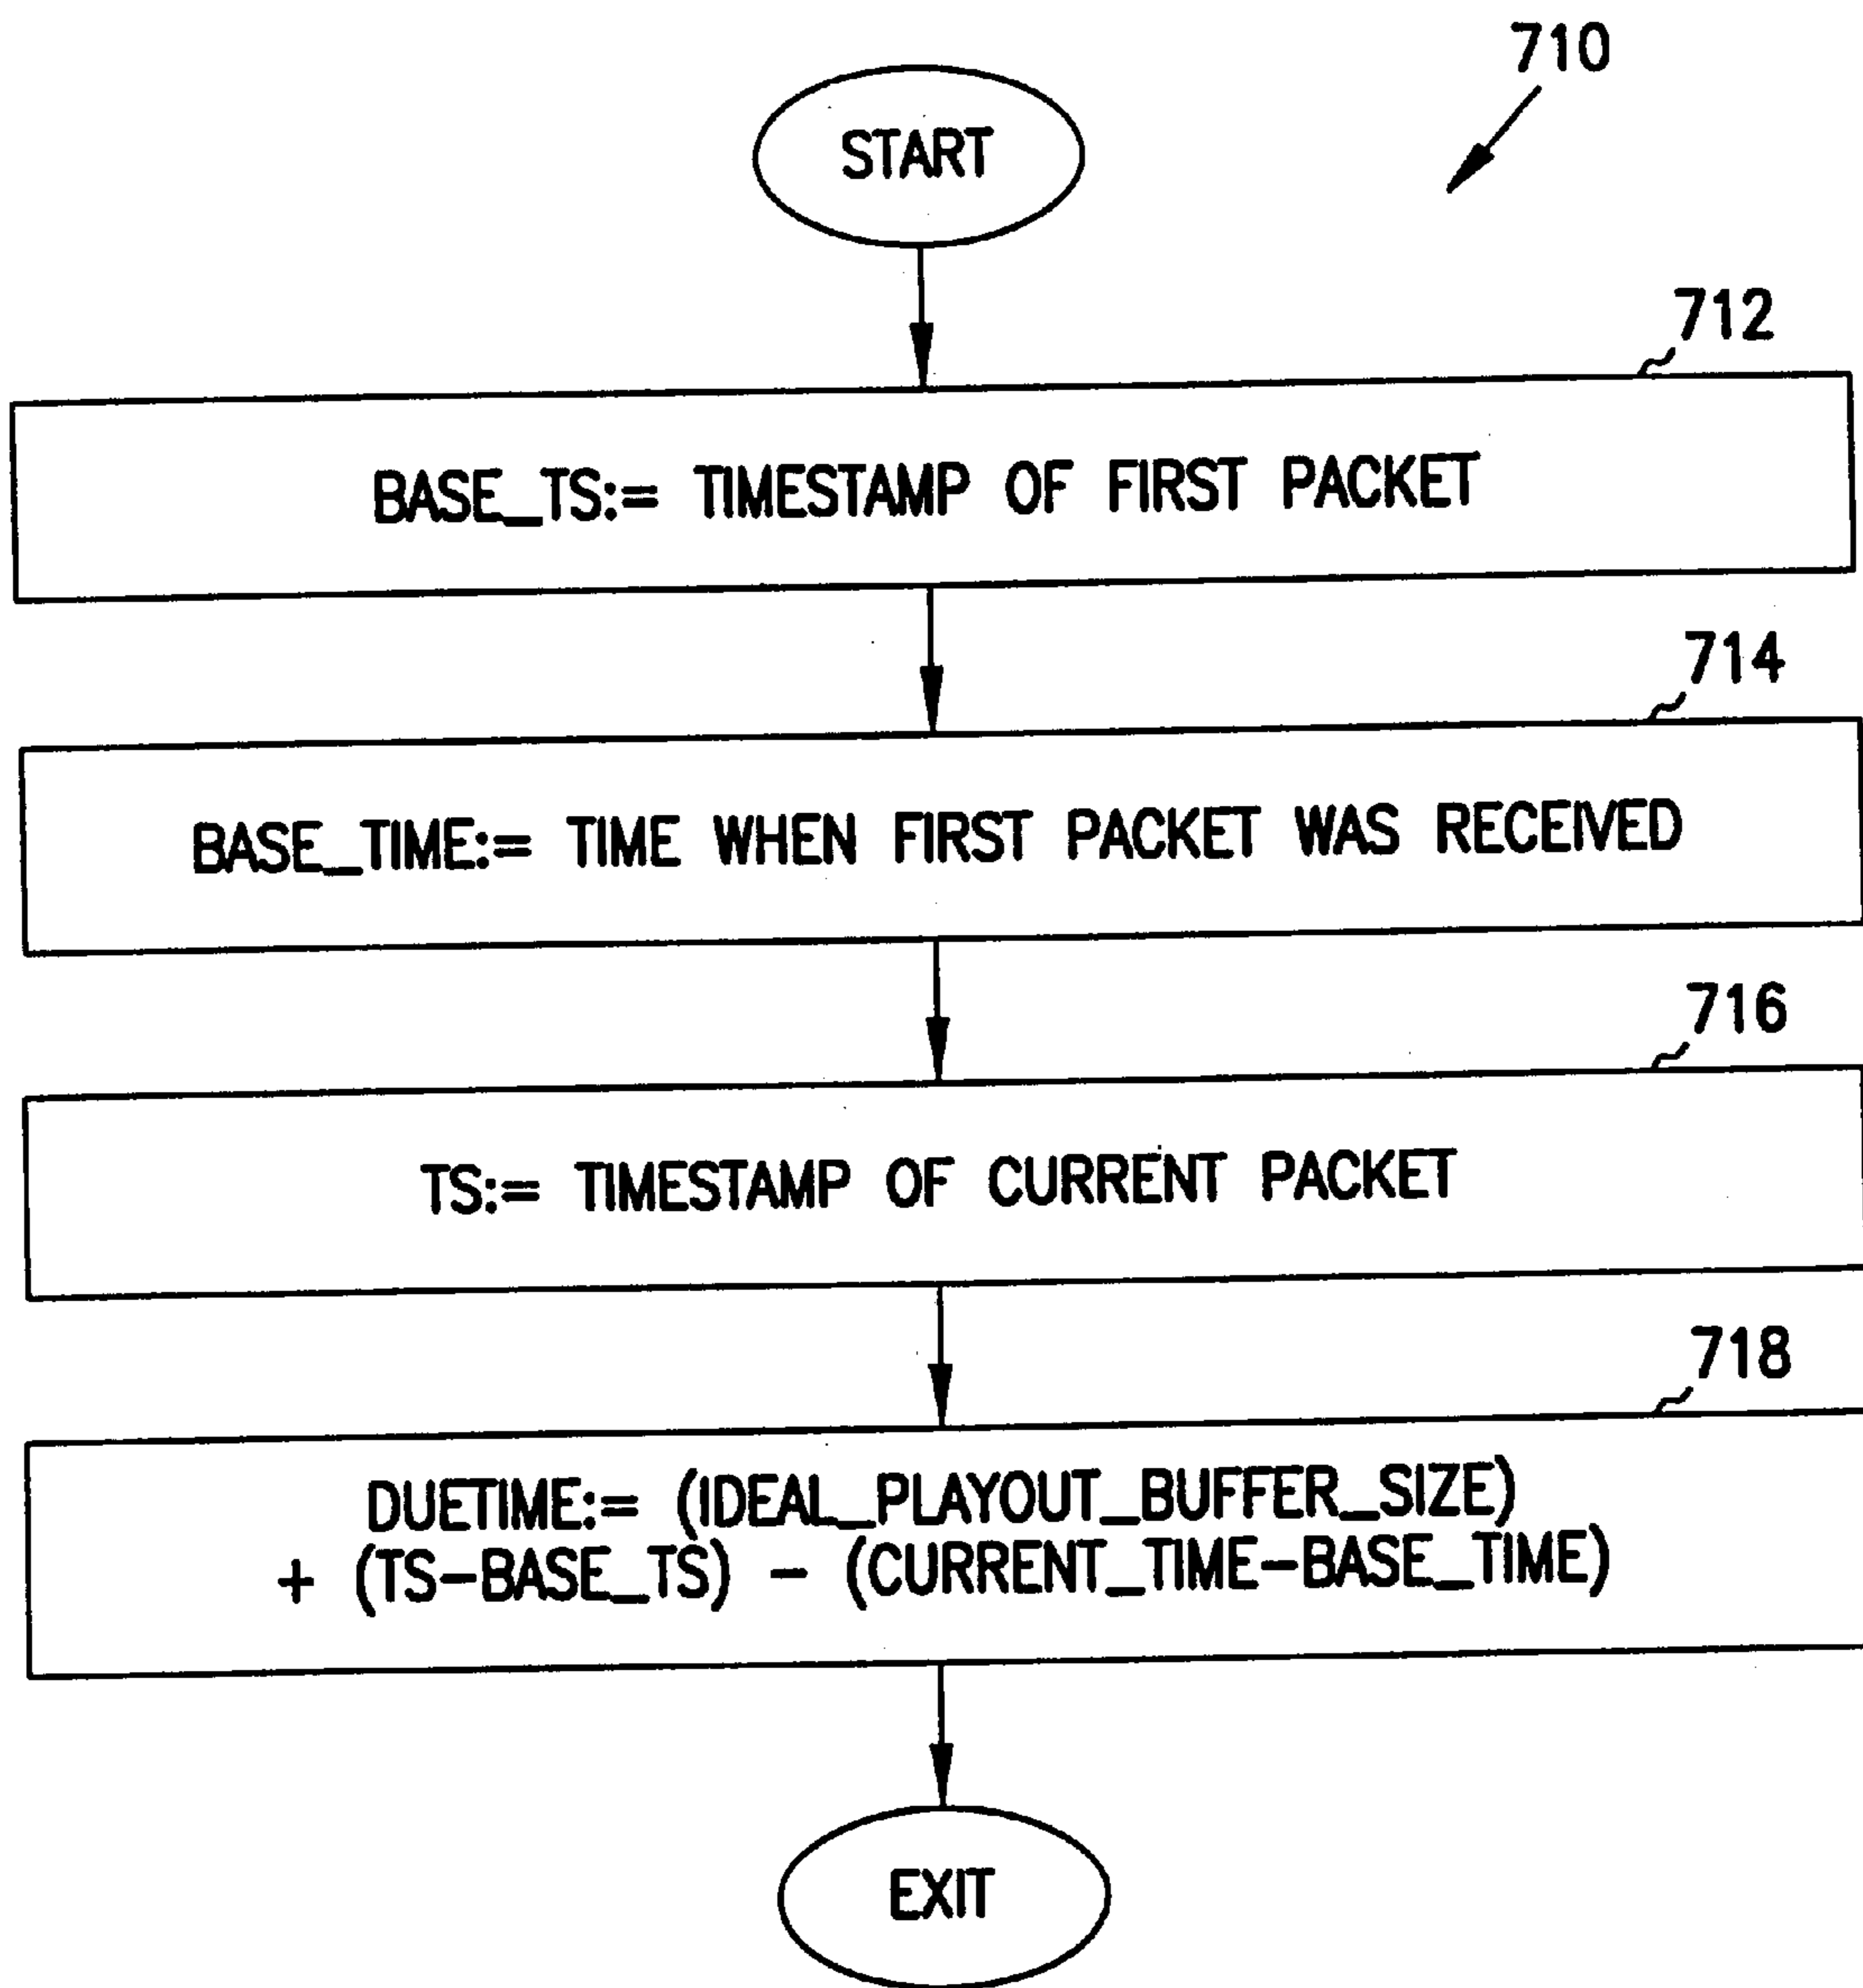 710
START
712
BASE_TS:= TIMESTAMP OF FIRST PACKET
714
BASE_TIME:= TIME WHEN FIRST PACKET WAS RECEIVED
716
TS:= TIMESTAMP OF CURRENT PACKET
718
DUETIME:= (IDEAL_PLAYOUT_BUFFER_SIZE)
+ (TS-BASE_TS) - (CURRENT_TIME-BASE_TIME)
EXIT